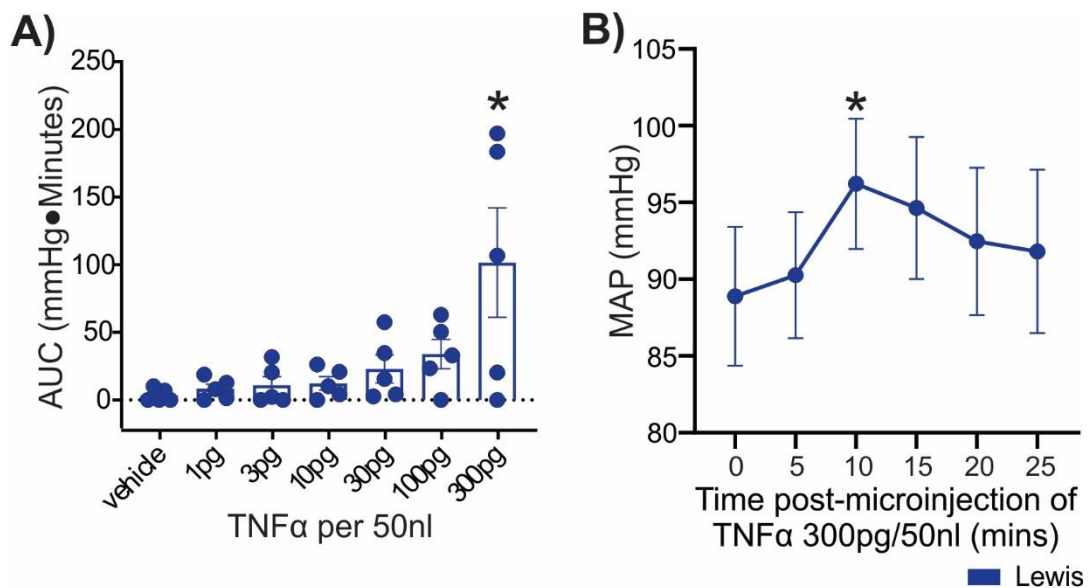 A)
250
200
150
100
50
0
AUC (mmHg●Minutes)
*
vehicle
1pg
3pg
10pg
30pg
100pg
300pg
TNFα per 50nl
B)
105
100
95
90
85
80
MAP (mmHg)
*
0 5 10 15 20 25
Time post-microinjection of
TNFα 300pg/50nl (mins)
Lewis